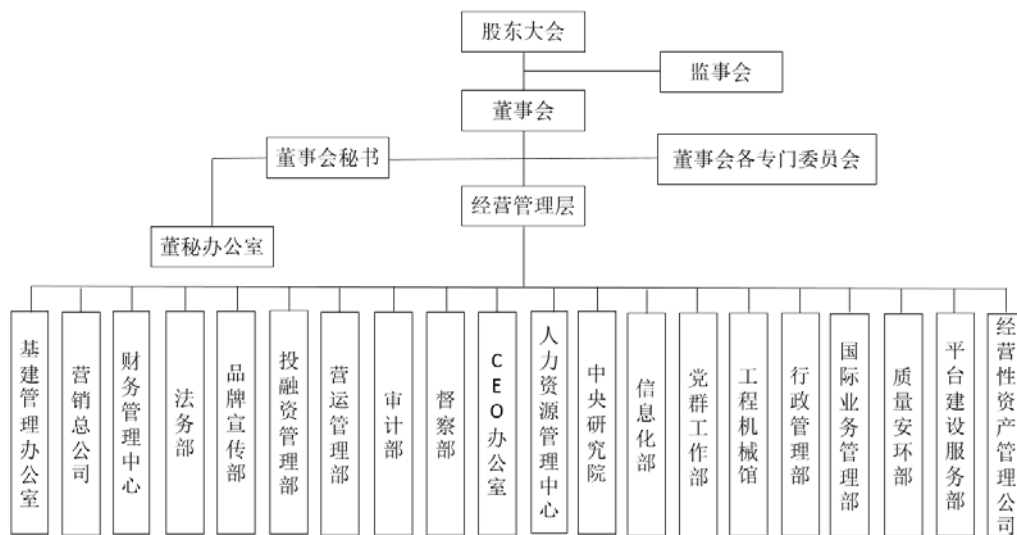 股东大会
监事会
董事会
董事会秘书
董事会各专门委员会
经营管理层
董秘办公室
基建管理办公室
营销总公司
财务管理中心
法务部
品牌宣传部
投融资管理部
营运管理部
审计部
督察部
CEO办公室
人力资源管理中心
中央研究院
信息化部
党群工作部
工程机械馆
行政管理部
国际业务管理部
质量安环部
平台建设服务部
经营性资产管理公司